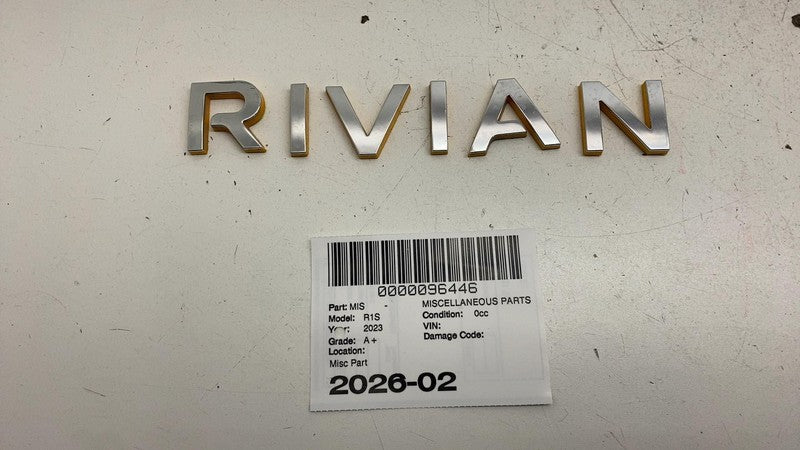 RIVIAN
0000096446
Part: MIS - MISCELLANEOUS PARTS
Model: R1S Condition: 0cc
Year: 2023 VIN:
Grade: A+ Damage Code:
Location:
Misc Part
2026-02